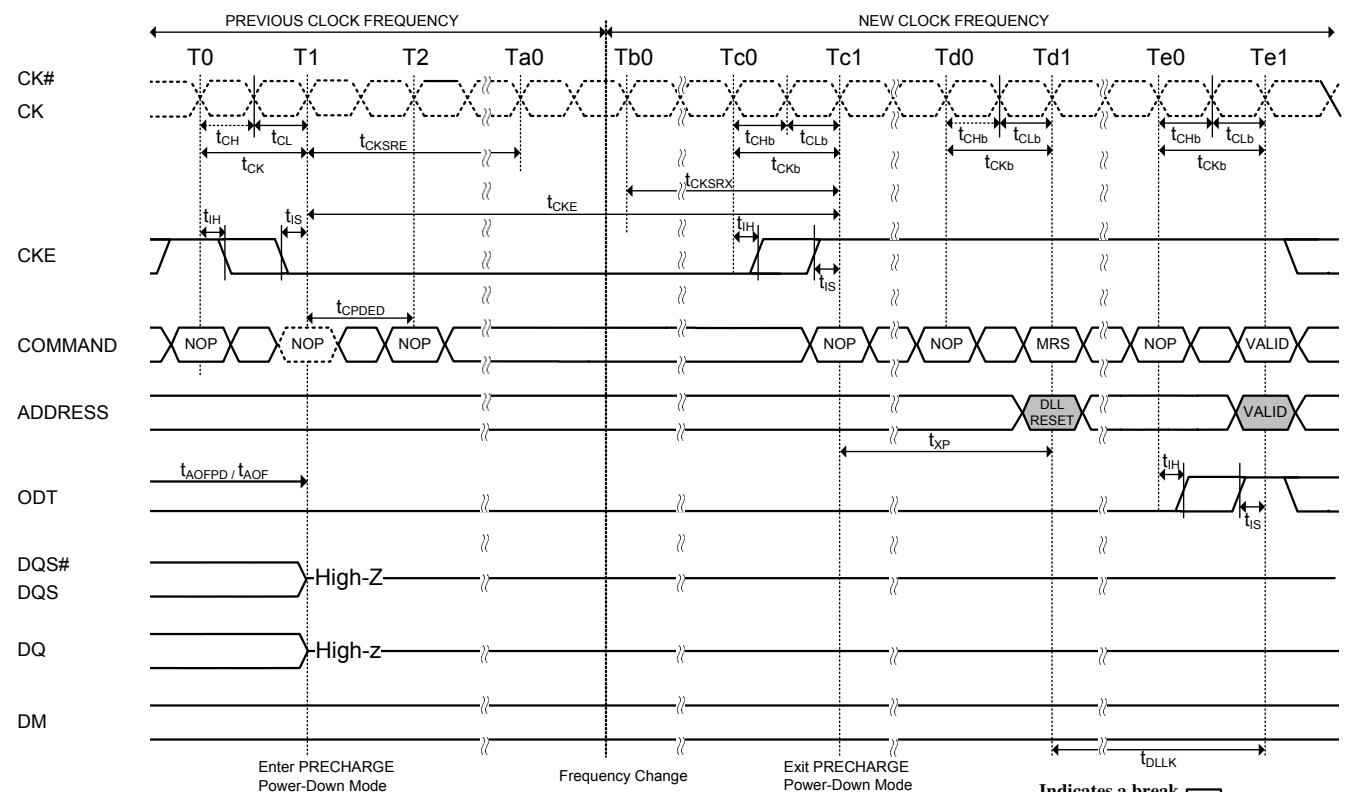 PREVIOUS CLOCK FREQUENCY NEW CLOCK FREQUENCY
T0 T1 T2 Ta0 Tb0 Tc0 Tc1 Td0 Td1 Te0 Te1
CK#
CK
tCH tCL tCHb tCLb tCHb tCLb tCHb tCLb
tCK tCKSRE tCKb tCKb tCKb
tCKSRX
tCKE
tIH tIS tIH
CKE
tIS
tCPDED
COMMAND NOP NOP NOP NOP NOP MRS NOP VALID
ADDRESS DLL RESET VALID
tXP
tAOFPD / tAOF tIH
ODT
tIS
DQS#
DQS High-Z
DQ High-z
DM
tDLLK
Enter PRECHARGE
Power-Down Mode
Frequency Change
Exit PRECHARGE
Power-Down Mode
Indicates a break